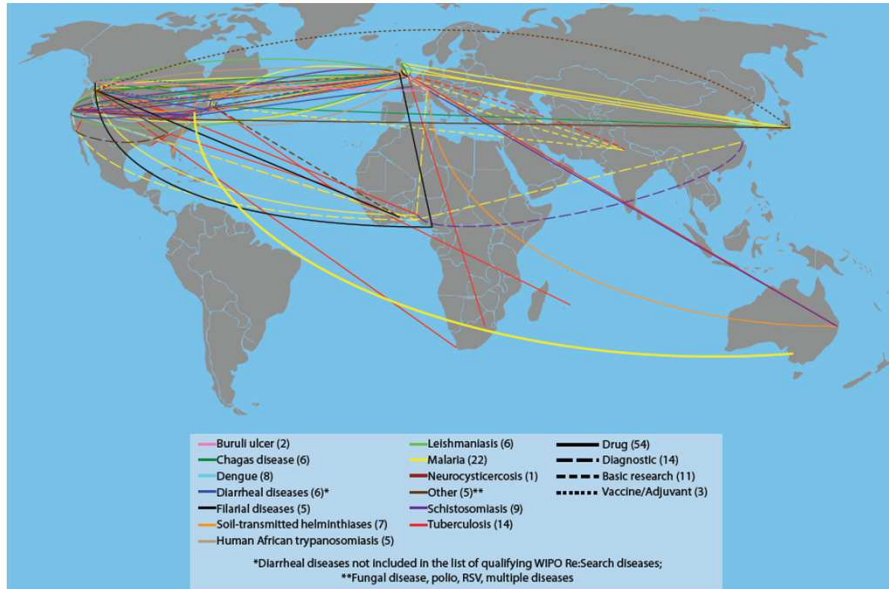 Buruli ulcer (2)
Chagas disease (6)
Dengue (8)
Diarrheal diseases (6)*
Filarial diseases (5)
Soil-transmitted helminthiases (7)
Human African trypanosomiasis (5)
Leishmaniasis (6)
Malaria (22)
Neurocysticercosis (1)
Other (5)**
Schistosomiasis (9)
Tuberculosis (14)
Drug (54)
Diagnostic (14)
Basic research (11)
Vaccine/Adjuvant (3)
*Diarrheal diseases not included in the list of qualifying WIPO Re:Search diseases;
**Fungal disease, polio, RSV, multiple diseases